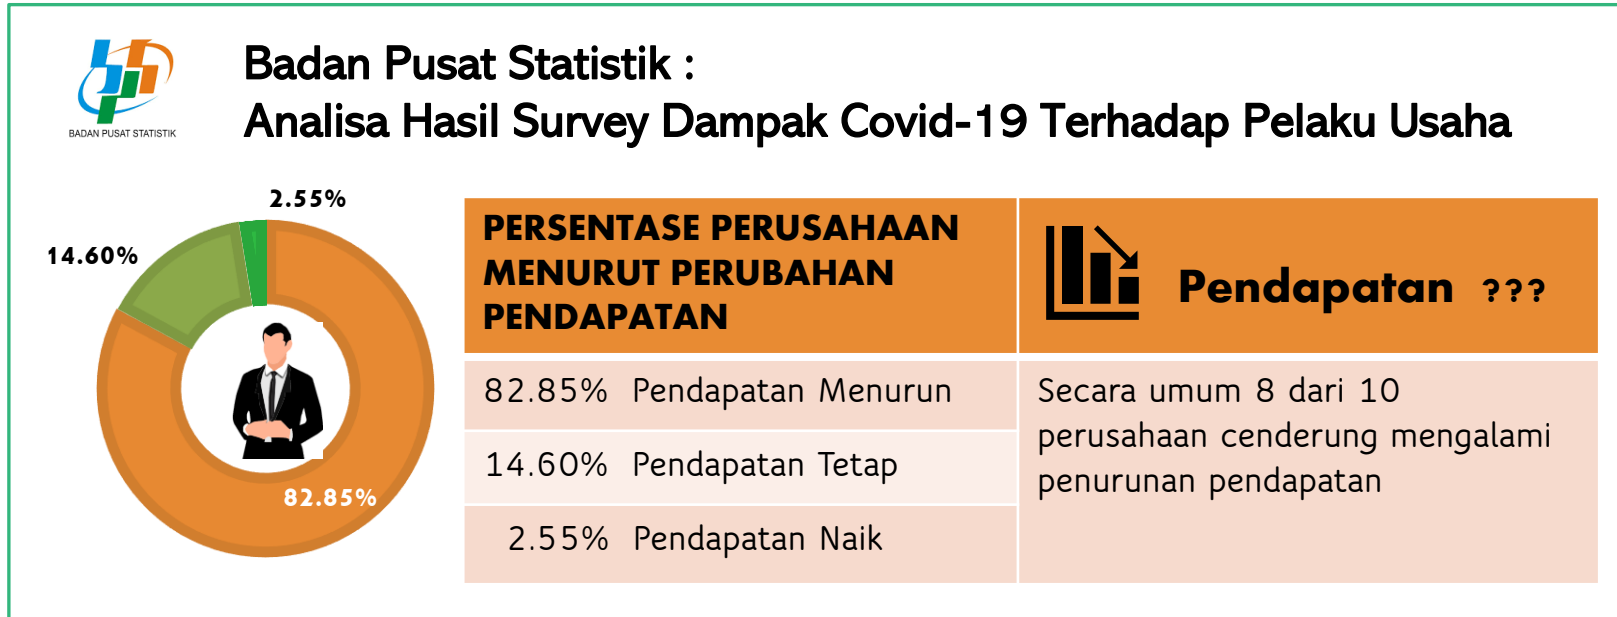 BADAN PUSAT STATISTIK
Badan Pusat Statistik :
Analisa Hasil Survey Dampak Covid-19 Terhadap Pelaku Usaha
2.55%
14.60%
82.85%
PERSENTASE PERUSAHAAN
MENURUT PERUBAHAN
PENDAPATAN
Pendapatan ???
82.85% Pendapatan Menurun
14.60% Pendapatan Tetap
2.55% Pendapatan Naik
Secara umum 8 dari 10
perusahaan cenderung mengalami
penurunan pendapatan